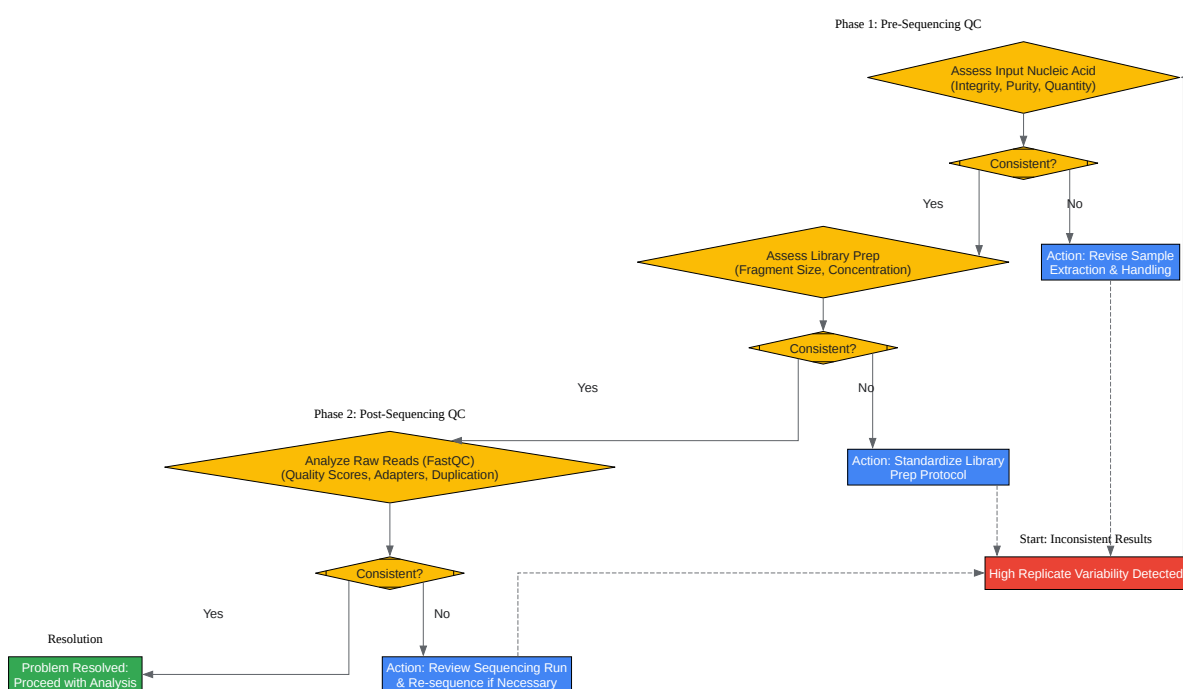 Phase 1: Pre-Sequencing QC
Assess Input Nucleic Acid
(Integrity, Purity, Quantity)
Consistent?
Yes
No
Action: Revise Sample
Extraction & Handling
Assess Library Prep
(Fragment Size, Concentration)
Consistent?
Yes
No
Phase 2: Post-Sequencing QC
Analyze Raw Reads (FastQC)
(Quality Scores, Adapters, Duplication)
Action: Standardize Library
Prep Protocol
Start: Inconsistent Results
High Replicate Variability Detected
Consistent?
Yes
No
Resolution
Problem Resolved:
Proceed with Analysis
Action: Review Sequencing Run
& Re-sequence if Necessary